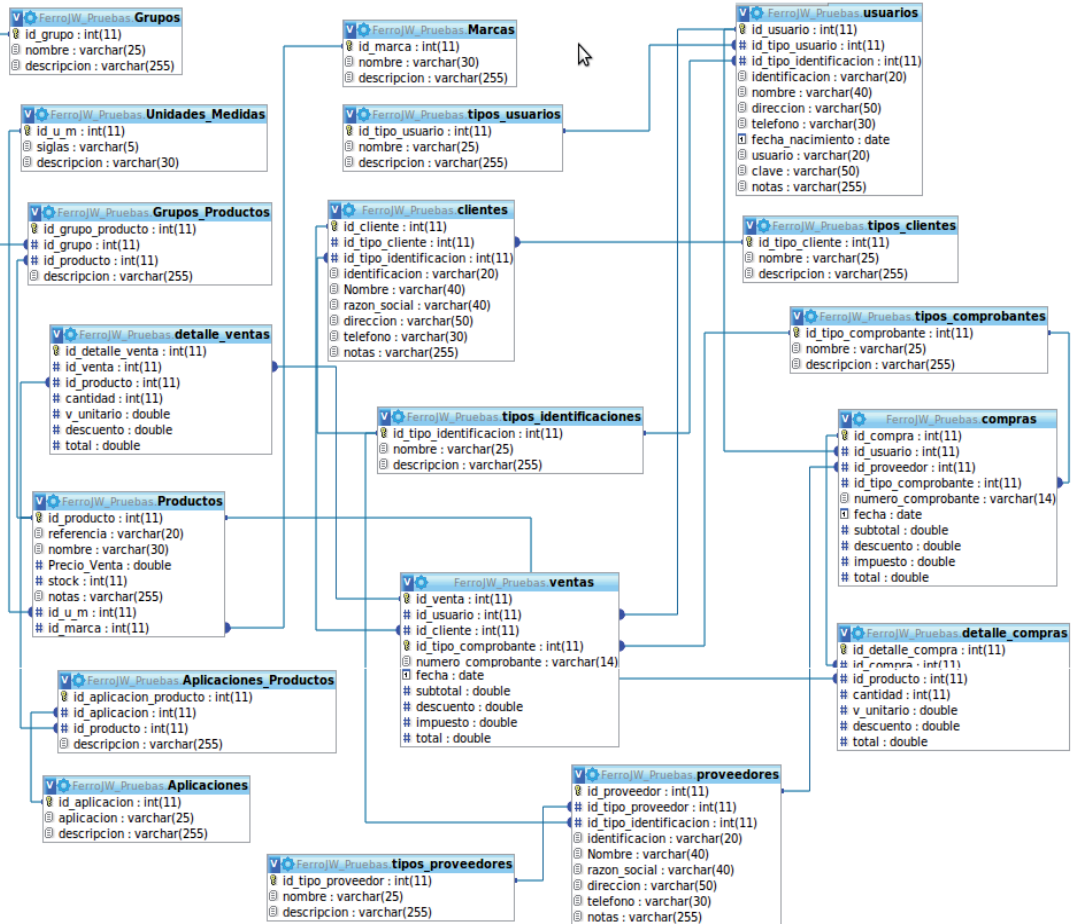 FerroJW_Pruebas.Grupos
id_grupo : int(11)
nombre : varchar(25)
descripcion : varchar(255)
FerroJW_Pruebas.Marcas
id_marca : int(11)
nombre : varchar(30)
descripcion : varchar(255)
FerroJW_Pruebas.usuarios
id_usuario : int(11)
id_tipo_usuario : int(11)
id_tipo_identificacion : int(11)
identificacion : varchar(20)
nombre : varchar(40)
direccion : varchar(50)
telefono : varchar(30)
fecha_nacimiento : date
usuario : varchar(20)
clave : varchar(50)
notas : varchar(255)
FerroJW_Pruebas.Unidades_Medidas
id_u_m : int(11)
siglas : varchar(5)
descripcion : varchar(30)
FerroJW_Pruebas.tipos_usuarios
id_tipo_usuario : int(11)
nombre : varchar(25)
descripcion : varchar(255)
FerroJW_Pruebas.Grupos_Productos
id_grupo_producto : int(11)
id_grupo : int(11)
id_producto : int(11)
descripcion : varchar(255)
FerroJW_Pruebas.clientes
id_cliente : int(11)
id_tipo_cliente : int(11)
id_tipo_identificacion : int(11)
identificacion : varchar(20)
Nombre : varchar(40)
razon_social : varchar(40)
direccion : varchar(50)
telefono : varchar(30)
notas : varchar(255)
FerroJW_Pruebas.tipos_clientes
id_tipo_cliente : int(11)
nombre : varchar(25)
descripcion : varchar(255)
FerroJW_Pruebas.detalle_ventas
id_detalle_venta : int(11)
id_venta : int(11)
id_producto : int(11)
cantidad : int(11)
v_unitario : double
descuento : double
total : double
FerroJW_Pruebas.tipos_comprobantes
id_tipo_comprobante : int(11)
nombre : varchar(25)
descripcion : varchar(255)
FerroJW_Pruebas.tipos_identificaciones
id_tipo_identificacion : int(11)
nombre : varchar(25)
descripcion : varchar(255)
FerroJW_Pruebas.compras
id_compra : int(11)
id_usuario : int(11)
id_proveedor : int(11)
id_tipo_comprobante : int(11)
numero_comprobante : varchar(14)
fecha : date
subtotal : double
descuento : double
impuesto : double
total : double
FerroJW_Pruebas.Productos
id_producto : int(11)
referencia : varchar(20)
nombre : varchar(30)
Precio_Venta : double
stock : int(11)
notas : varchar(255)
id_u_m : int(11)
id_marca : int(11)
FerroJW_Pruebas.ventas
id_venta : int(11)
id_usuario : int(11)
id_cliente : int(11)
id_tipo_comprobante : int(11)
numero_comprobante : varchar(14)
fecha : date
subtotal : double
descuento : double
impuesto : double
total : double
FerroJW_Pruebas.detalle_compras
id_detalle_compra : int(11)
id_compra : int(11)
id_producto : int(11)
cantidad : int(11)
v_unitario : double
descuento : double
total : double
FerroJW_Pruebas.Aplicaciones_Productos
id_aplicacion_producto : int(11)
id_aplicacion : int(11)
id_producto : int(11)
descripcion : varchar(255)
FerroJW_Pruebas.Aplicaciones
id_aplicacion : int(11)
aplicacion : varchar(25)
descripcion : varchar(255)
FerroJW_Pruebas.proveedores
id_proveedor : int(11)
id_tipo_proveedor : int(11)
id_tipo_identificacion : int(11)
identificacion : varchar(20)
Nombre : varchar(40)
razon_social : varchar(40)
direccion : varchar(50)
telefono : varchar(30)
notas : varchar(255)
FerroJW_Pruebas.tipos_proveedores
id_tipo_proveedor : int(11)
nombre : varchar(25)
descripcion : varchar(255)